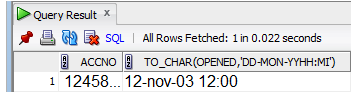 Query Result ×
SQL | All Rows Fetched: 1 in 0.022 seconds
ACCNO TO_CHAR(OPENED,'DD-MON-YYHH:MI')
1 12458... 12-nov-03 12:00